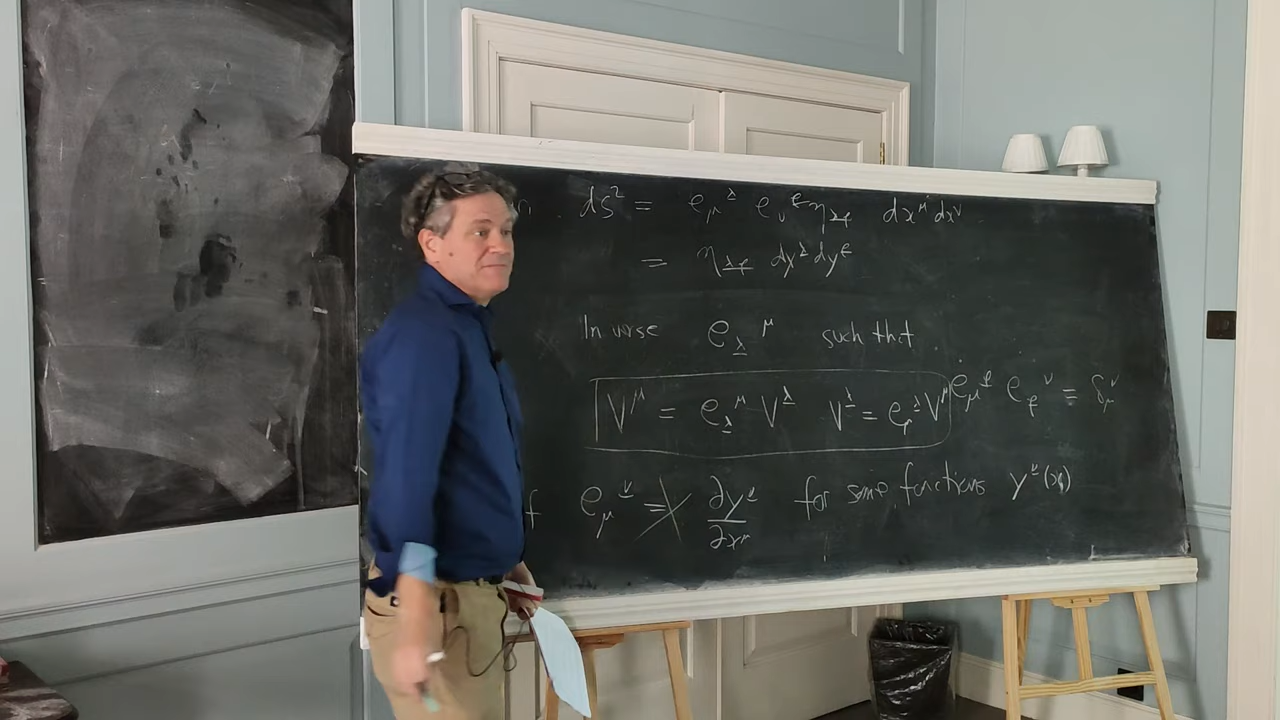 ds² = e_μ^λ e_ν^ρ η_λρ dx^μ dx^ν
= η_λρ dy^λ dy^ρ
Inverse e_λ^μ such that
V^μ = e_λ^μ V^λ V^λ = e_μ^λ V^μ e_μ^ρ e_ρ^ν = δ_μ^ν
e_μ^ν = ∂y^ν/∂x^μ for some functions y^ν(x)